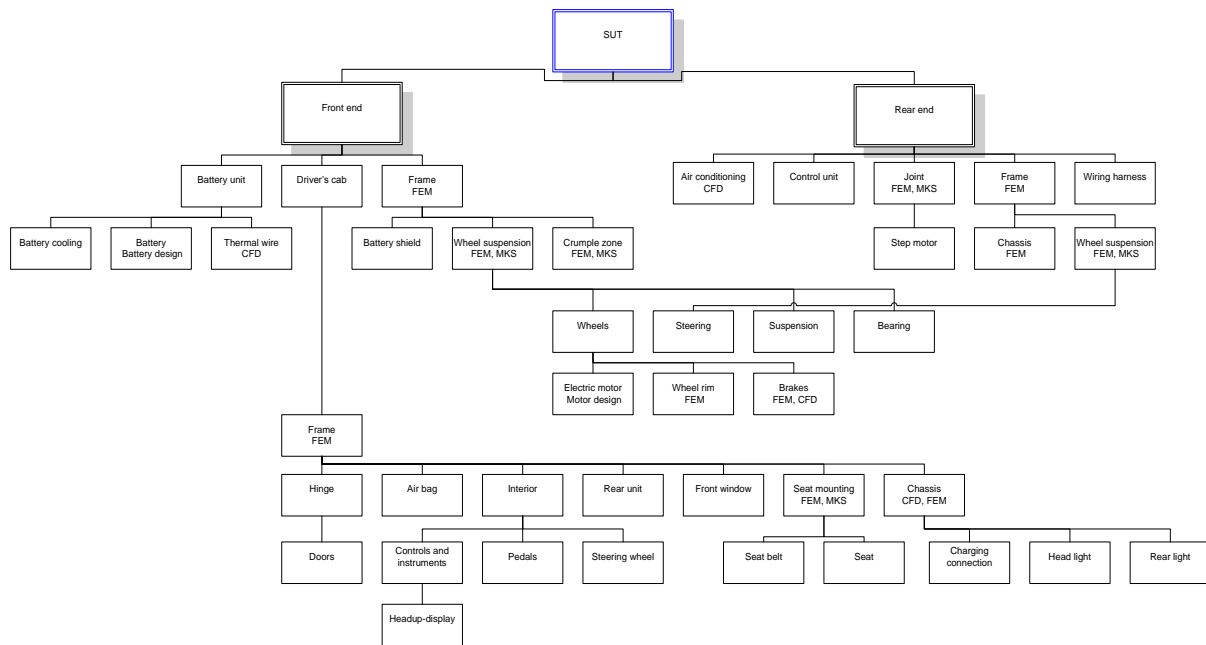 SUT
Front end
Rear end
Battery unit
Driver's cab
Frame
FEM
Air conditioning
CFD
Control unit
Joint
FEM, MKS
Frame
FEM
Wiring harness
Battery cooling
Battery
Battery design
Thermal wire
CFD
Battery shield
Wheel suspension
FEM, MKS
Crumple zone
FEM, MKS
Step motor
Chassis
FEM
Wheel suspension
FEM, MKS
Wheels
Steering
Suspension
Bearing
Electric motor
Motor design
Wheel rim
FEM
Brakes
FEM, CFD
Frame
FEM
Hinge
Air bag
Interior
Rear unit
Front window
Seat mounting
FEM, MKS
Chassis
CFD, FEM
Doors
Controls and
instruments
Pedals
Steering wheel
Seat belt
Seat
Charging
connection
Head light
Rear light
Headup-display